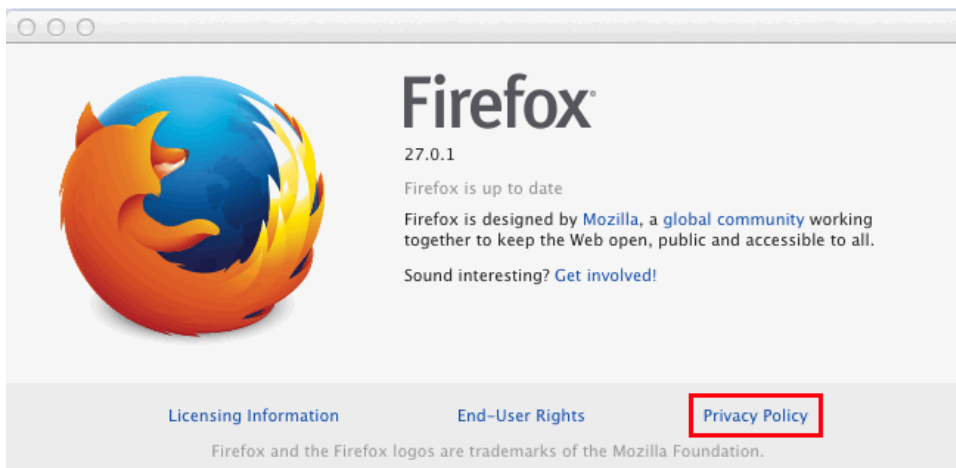 Firefox
27.0.1
Firefox is up to date
Firefox is designed by Mozilla, a global community working
together to keep the Web open, public and accessible to all.
Sound interesting? Get involved!
Licensing Information End-User Rights Privacy Policy
Firefox and the Firefox logos are trademarks of the Mozilla Foundation.